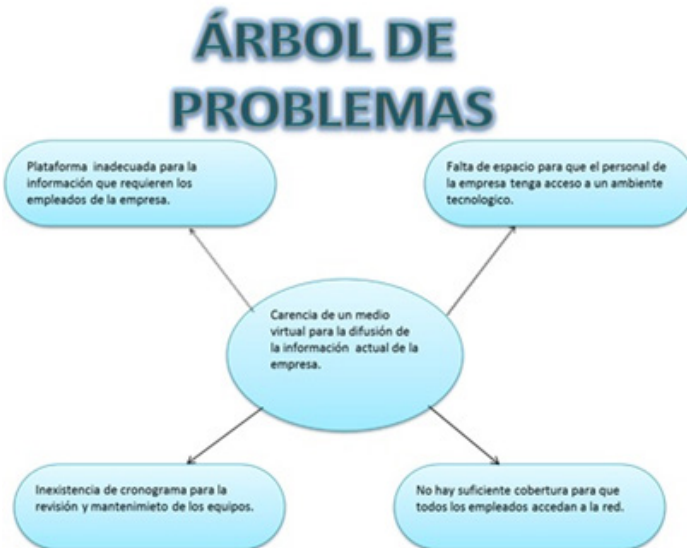 ÁRBOL DE
PROBLEMAS
Plataforma inadecuada para la
información que requieren los
empleados de la empresa.
Falta de espacio para que el personal de
la empresa tenga acceso a un ambiente
tecnologico.
Carencia de un medio
virtual para la difusión de
la información actual de la
empresa.
Inexistencia de cronograma para la
revisión y mantenimieto de los equipos.
No hay suficiente cobertura para que
todos los empleados accedan a la red.